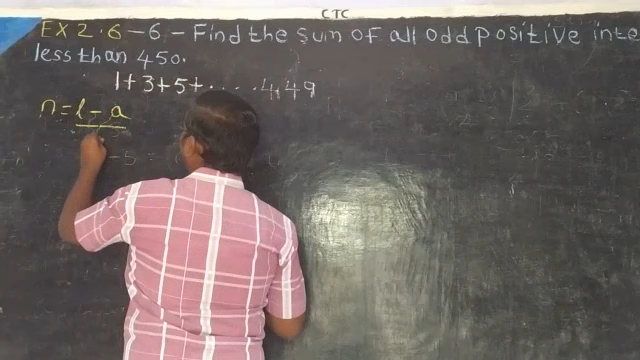 CTC
EX 2.6-6-Find the sum of all odd positive inte
less than 450.
1+3+5+.....449
n = l - a